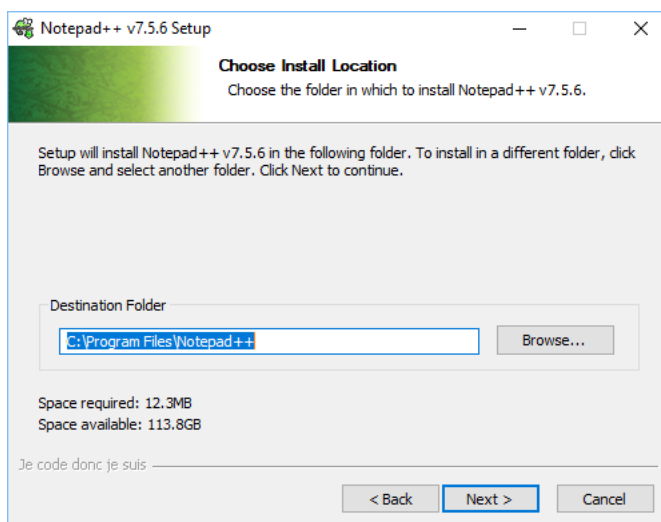 Notepad++ v7.5.6 Setup
Choose Install Location
Choose the folder in which to install Notepad++ v7.5.6.
Setup will install Notepad++ v7.5.6 in the following folder. To install in a different folder, click
Browse and select another folder. Click Next to continue.
Destination Folder
C:\Program Files\Notepad++
Browse...
Space required: 12.3MB
Space available: 113.8GB
Je code donc je suis
< Back
Next >
Cancel